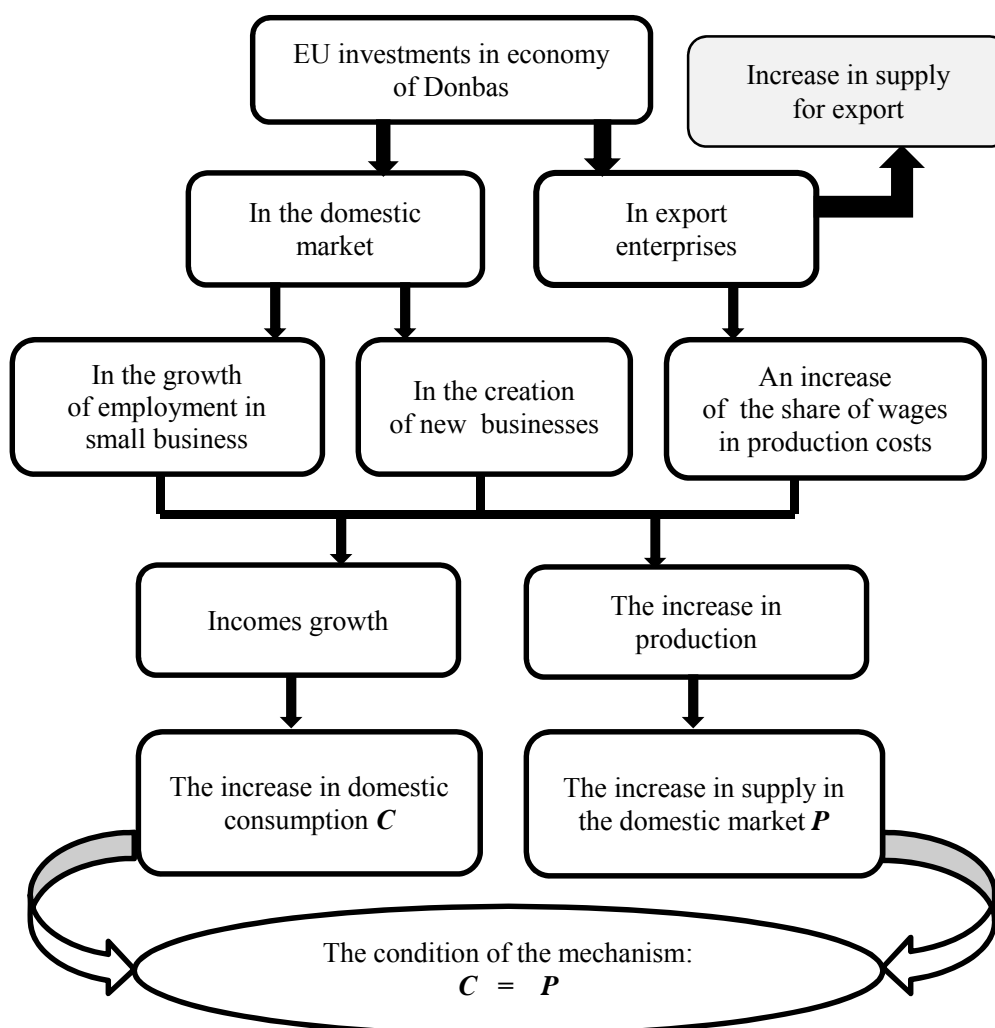 EU investments in economy
of Donbas
Increase in supply
for export
In the domestic
market
In export
enterprises
In the growth
of employment in
small business
In the creation
of new businesses
An increase
of the share of wages
in production costs
Incomes growth
The increase in
production
The increase in domestic
consumption C
The increase in supply in
the domestic market P
The condition of the mechanism:
C = P